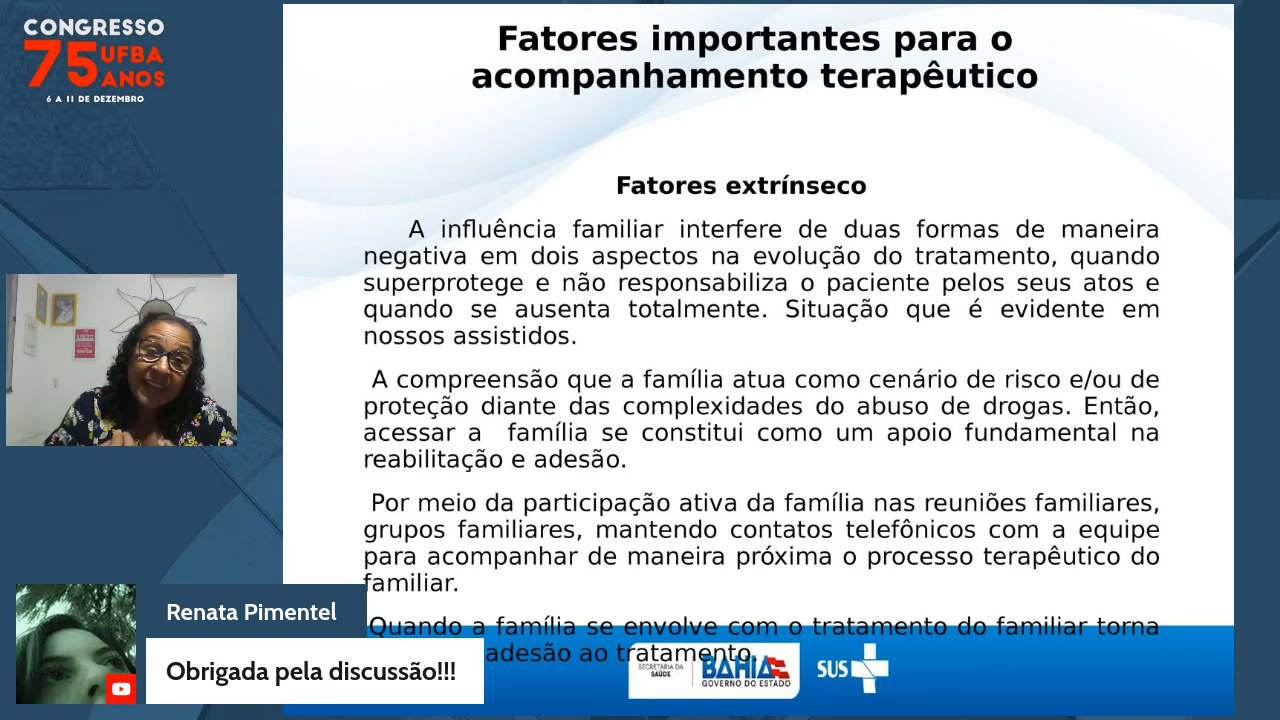 CONGRESSO
75 UFBA
ANOS
6 A 11 DE DEZEMBRO
Fatores importantes para o
acompanhamento terapêutico
Fatores extrínseco
A influência familiar interfere de duas formas de maneira
negativa em dois aspectos na evolução do tratamento, quando
superprotege e não responsabiliza o paciente pelos seus atos e
quando se ausenta totalmente. Situação que é evidente em
nossos assistidos.
A compreensão que a família atua como cenário de risco e/ou de
proteção diante das complexidades do abuso de drogas. Então,
acessar a família se constitui como um apoio fundamental na
reabilitação e adesão.
Por meio da participação ativa da família nas reuniões familiares,
grupos familiares, mantendo contatos telefônicos com a equipe
para acompanhar de maneira próxima o processo terapêutico do
familiar.
Quando a família se envolve com o tratamento do familiar torna
adesão ao tratamento.
SECRETARIA DA
SAÚDE
BAHIA
GOVERNO DO ESTADO
SUS
Renata Pimentel
Obrigada pela discussão!!!